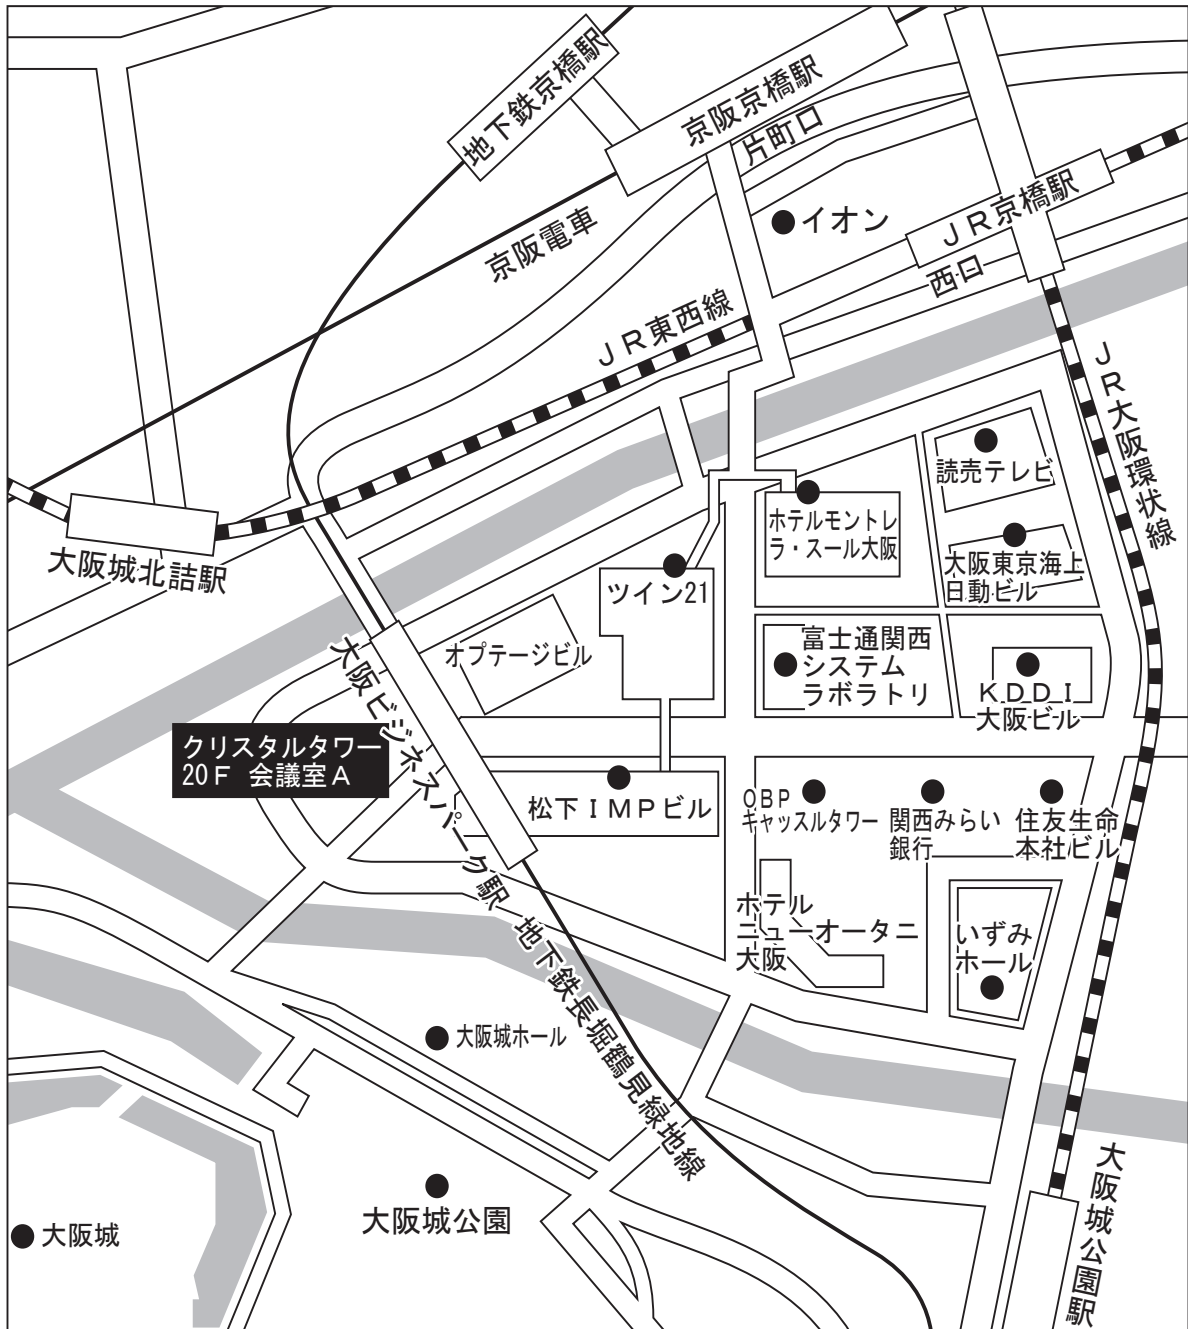 地下鉄京橋駅
京阪京橋駅
片町口
イオン
JR京橋駅
西口
京阪電車
JR東西線
JR大阪環状線
読売テレビ
ホテルモントレ
ラ・スール大阪
大阪東京海上
日動ビル
大阪城北詰駅
ツイン21
オプテージビル
富士通関西
システム
ラボラトリ
KDDI
大阪ビル
大阪ビジネスパーク駅
クリスタルタワー
20F 会議室A
松下IMPビル
OBP
キャッスルタワー
関西みらい
銀行
住友生命
本社ビル
ホテル
ニューオータニ
大阪
いずみ
ホール
地下鉄長堀鶴見緑地線
大阪城ホール
大阪城公園
大阪城
大阪城公園駅